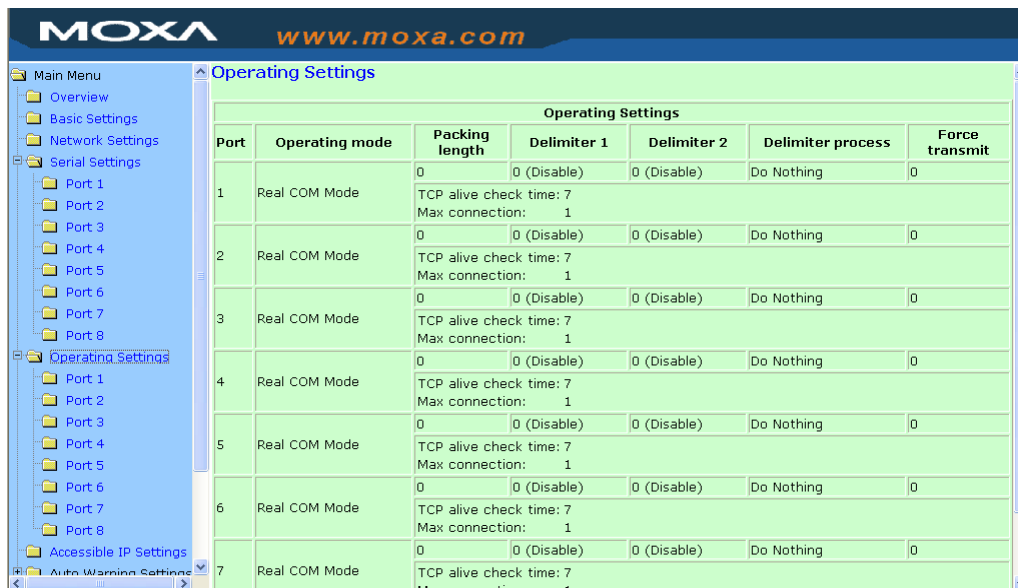 MOXA www.moxa.com
Main Menu
Overview
Basic Settings
Network Settings
Serial Settings
Port 1
Port 2
Port 3
Port 4
Port 5
Port 6
Port 7
Port 8
Operating Settings
Port 1
Port 2
Port 3
Port 4
Port 5
Port 6
Port 7
Port 8
Accessible IP Settings
Auto Warning Settings
Operating Settings
Operating Settings
Port Operating mode Packing length Delimiter 1 Delimiter 2 Delimiter process Force transmit
1 Real COM Mode 0 0 (Disable) 0 (Disable) Do Nothing 0
TCP alive check time: 7
Max connection: 1
2 Real COM Mode 0 0 (Disable) 0 (Disable) Do Nothing 0
TCP alive check time: 7
Max connection: 1
3 Real COM Mode 0 0 (Disable) 0 (Disable) Do Nothing 0
TCP alive check time: 7
Max connection: 1
4 Real COM Mode 0 0 (Disable) 0 (Disable) Do Nothing 0
TCP alive check time: 7
Max connection: 1
5 Real COM Mode 0 0 (Disable) 0 (Disable) Do Nothing 0
TCP alive check time: 7
Max connection: 1
6 Real COM Mode 0 0 (Disable) 0 (Disable) Do Nothing 0
TCP alive check time: 7
Max connection: 1
7 Real COM Mode 0 0 (Disable) 0 (Disable) Do Nothing 0
TCP alive check time: 7